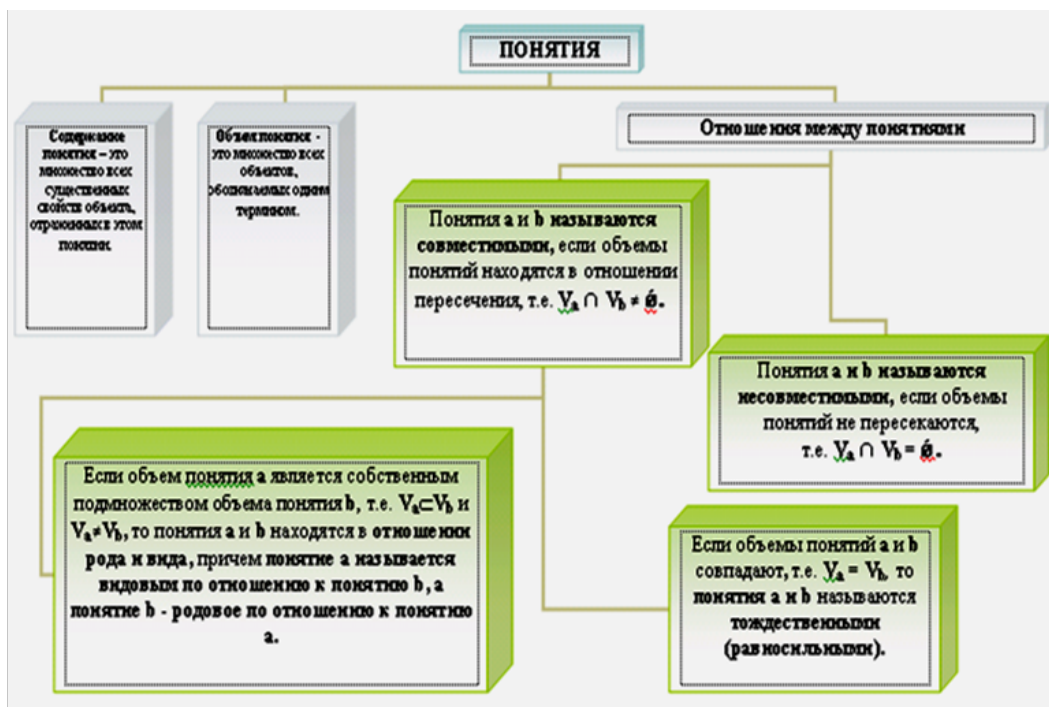 ПОНЯТИЯ
Содержание
понятия – это
множество всех
существенных
свойств объекта,
отраженных в этом
понятии.
Объем понятия -
это множество всех
объектов,
обозначаемых одним
термином.
Отношения между понятиями
Понятия a и b называются
совместимыми, если объемы
понятий находятся в отношении
пересечения, т.е. Va ∩ Vb ≠ ǿ.
Понятия a и b называются
несовместимыми, если объемы
понятий не пересекаются,
т.е. Va ∩ Vb = ǿ.
Если объем понятия a является собственным
подмножеством объема понятия b, т.е. Va⊂Vb и
Va≠Vb, то понятия a и b находятся в отношении
рода и вида, причем понятие a называется
видовым по отношению к понятию b, а
понятие b - родовое по отношению к понятию
a.
Если объемы понятий a и b
совпадают, т.е. Va = Vb, то
понятия a и b называются
тождественными
(равносильными).